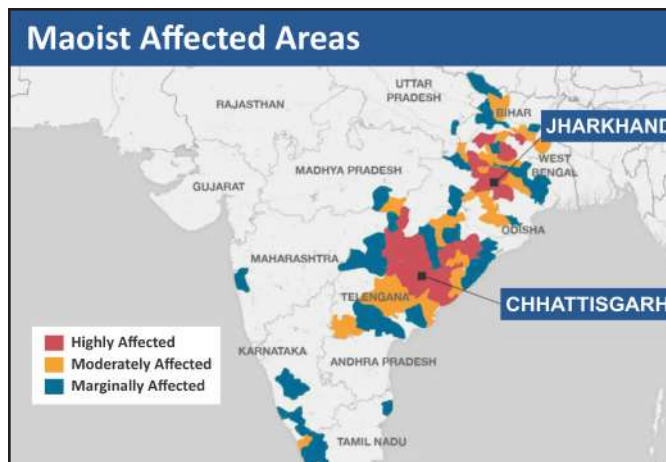 Maoist Affected Areas
UTTAR
PRADESH
RAJASTHAN
BIHAR
JHARKHAND
WEST
BENGAL
MADHYA PRADESH
GUJARAT
ODISHA
MAHARASHTRA
TELENGANA
CHHATTISGARH
Highly Affected
Moderately Affected
Marginally Affected
KARNATAKA
ANDHRA PRADESH
TAMIL NADU